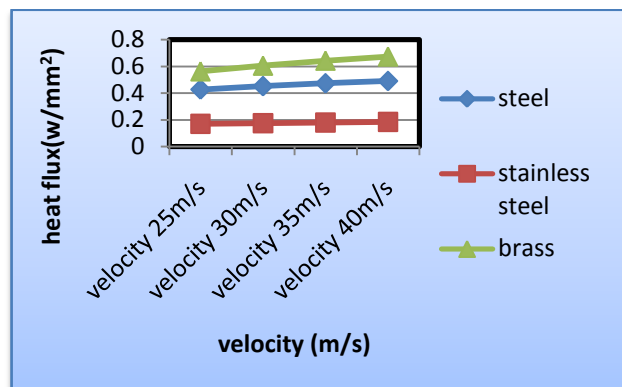 heat flux(w/mm²)
0.8
0.6
0.4
0.2
0
velocity 25m/s
velocity 30m/s
velocity 35m/s
velocity 40m/s
velocity (m/s)
steel
stainless
steel
brass